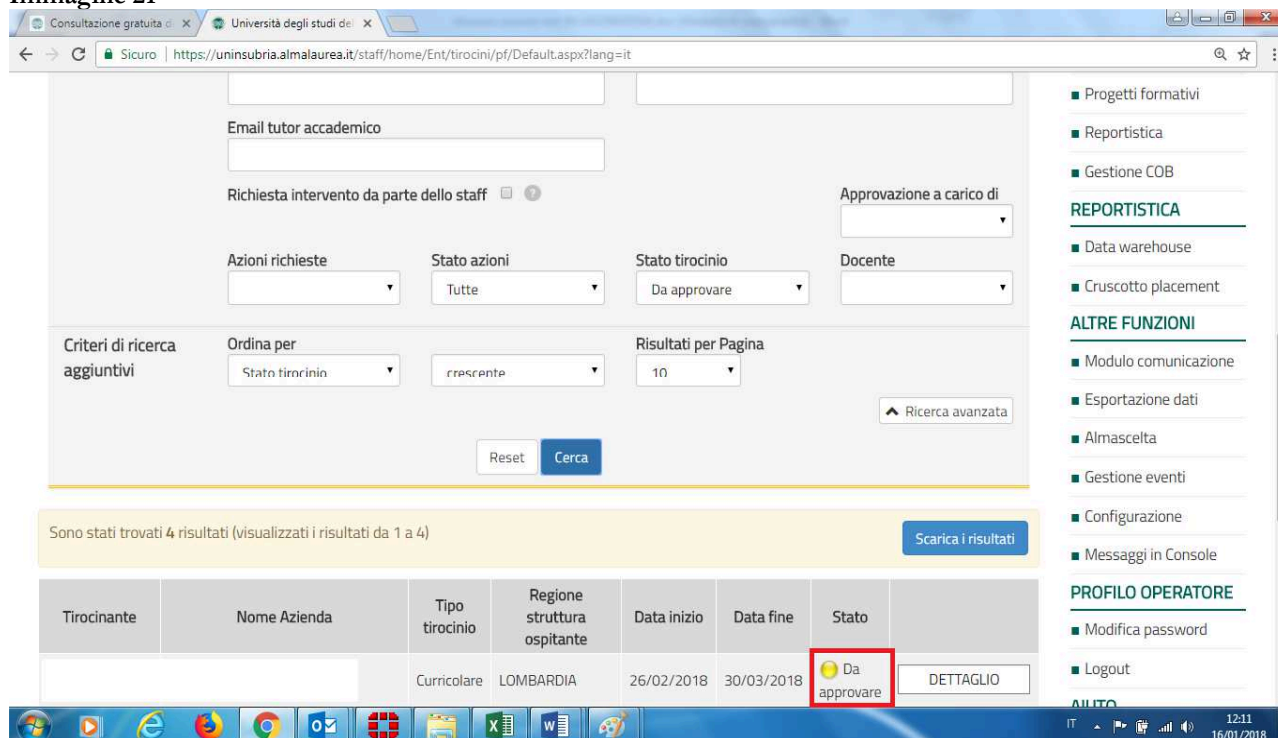 Immagine 21
Consultazione gratuita d
Università degli studi del
Sicuro | https://uninsubria.almalaurea.it/staff/home/Ent/tirocini/pf/Default.aspx?lang=it
Email tutor accademico
Richiesta intervento da parte dello staff
Approvazione a carico di
Azioni richieste
Stato azioni
Stato tirocinio
Docente
Tutte
Da approvare
Criteri di ricerca aggiuntivi
Ordina per
Risultati per Pagina
Stato tirocinio
crescente
10
Ricerca avanzata
Reset
Cerca
Sono stati trovati 4 risultati (visualizzati i risultati da 1 a 4)
Scarica i risultati
Tirocinante
Nome Azienda
Tipo tirocinio
Regione struttura ospitante
Data inizio
Data fine
Stato
Curricolare
LOMBARDIA
26/02/2018
30/03/2018
Da approvare
DETTAGLIO
Progetti formativi
Reportistica
Gestione COB
REPORTISTICA
Data warehouse
Cruscotto placement
ALTRE FUNZIONI
Modulo comunicazione
Esportazione dati
Almascelta
Gestione eventi
Configurazione
Messaggi in Console
PROFILO OPERATORE
Modifica password
Logout
AIUTO
IT
12:11
16/01/2018